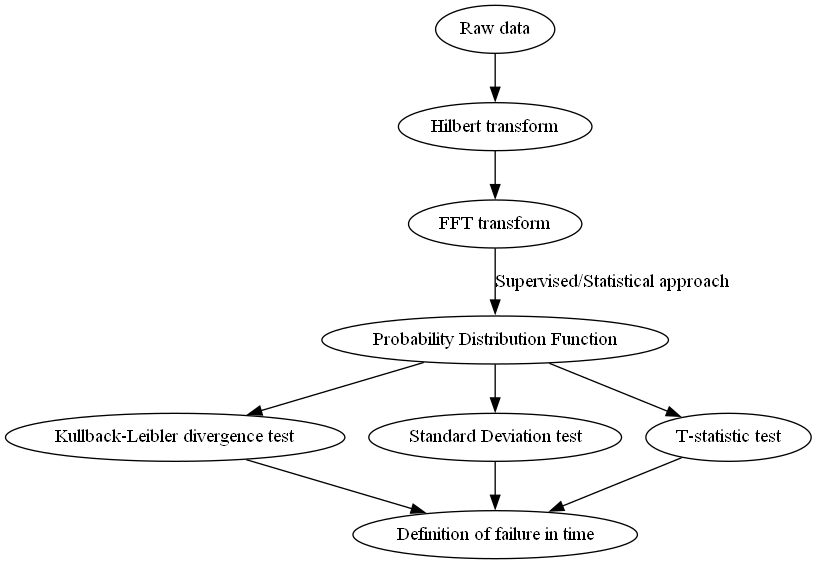 Raw data
Hilbert transform
FFT transform
Supervised/Statistical approach
Probability Distribution Function
Kullback-Leibler divergence test
Standard Deviation test
T-statistic test
Definition of failure in time